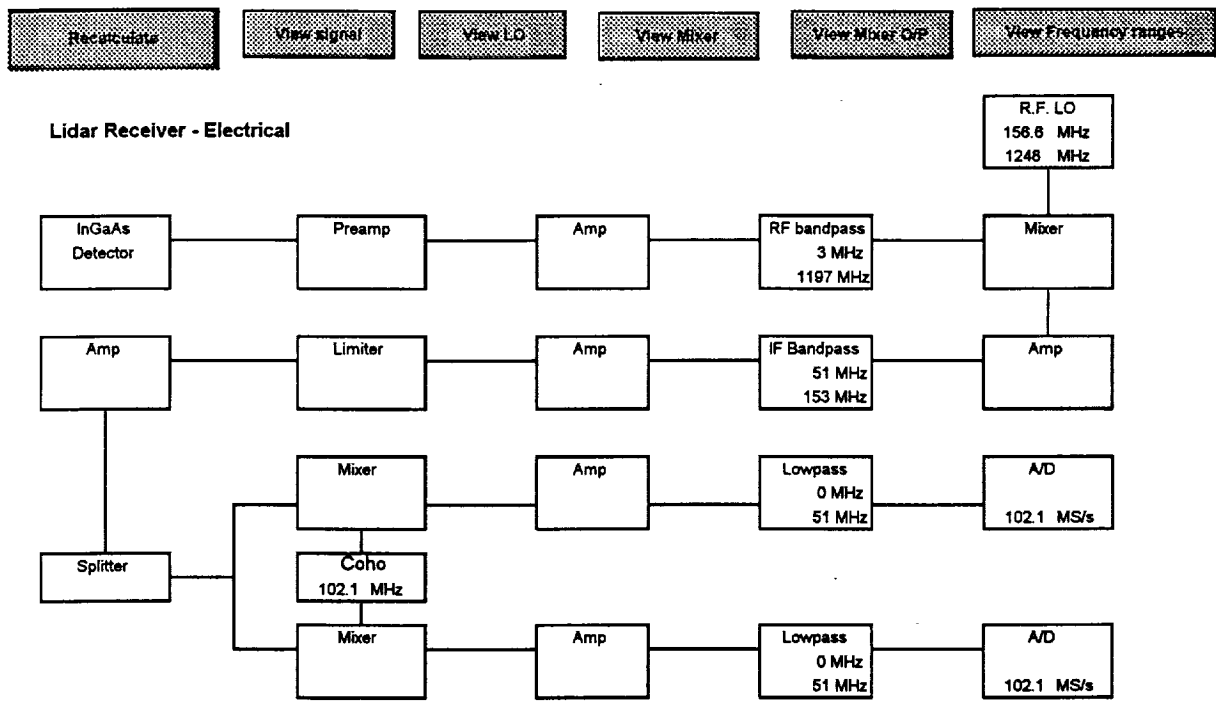 Recalculate
View signal
View LO
View Mixer
View Mixer O/P
View Frequency ranges
Lidar Receiver - Electrical
R.F. LO
156.6 MHz
1248 MHz
InGaAs
Detector
Preamp
Amp
RF bandpass
3 MHz
1197 MHz
Mixer
Amp
Limiter
Amp
IF Bandpass
51 MHz
153 MHz
Amp
Mixer
Amp
Lowpass
0 MHz
51 MHz
A/D
102.1 MS/s
Splitter
Coho
102.1 MHz
Mixer
Amp
Lowpass
0 MHz
51 MHz
A/D
102.1 MS/s